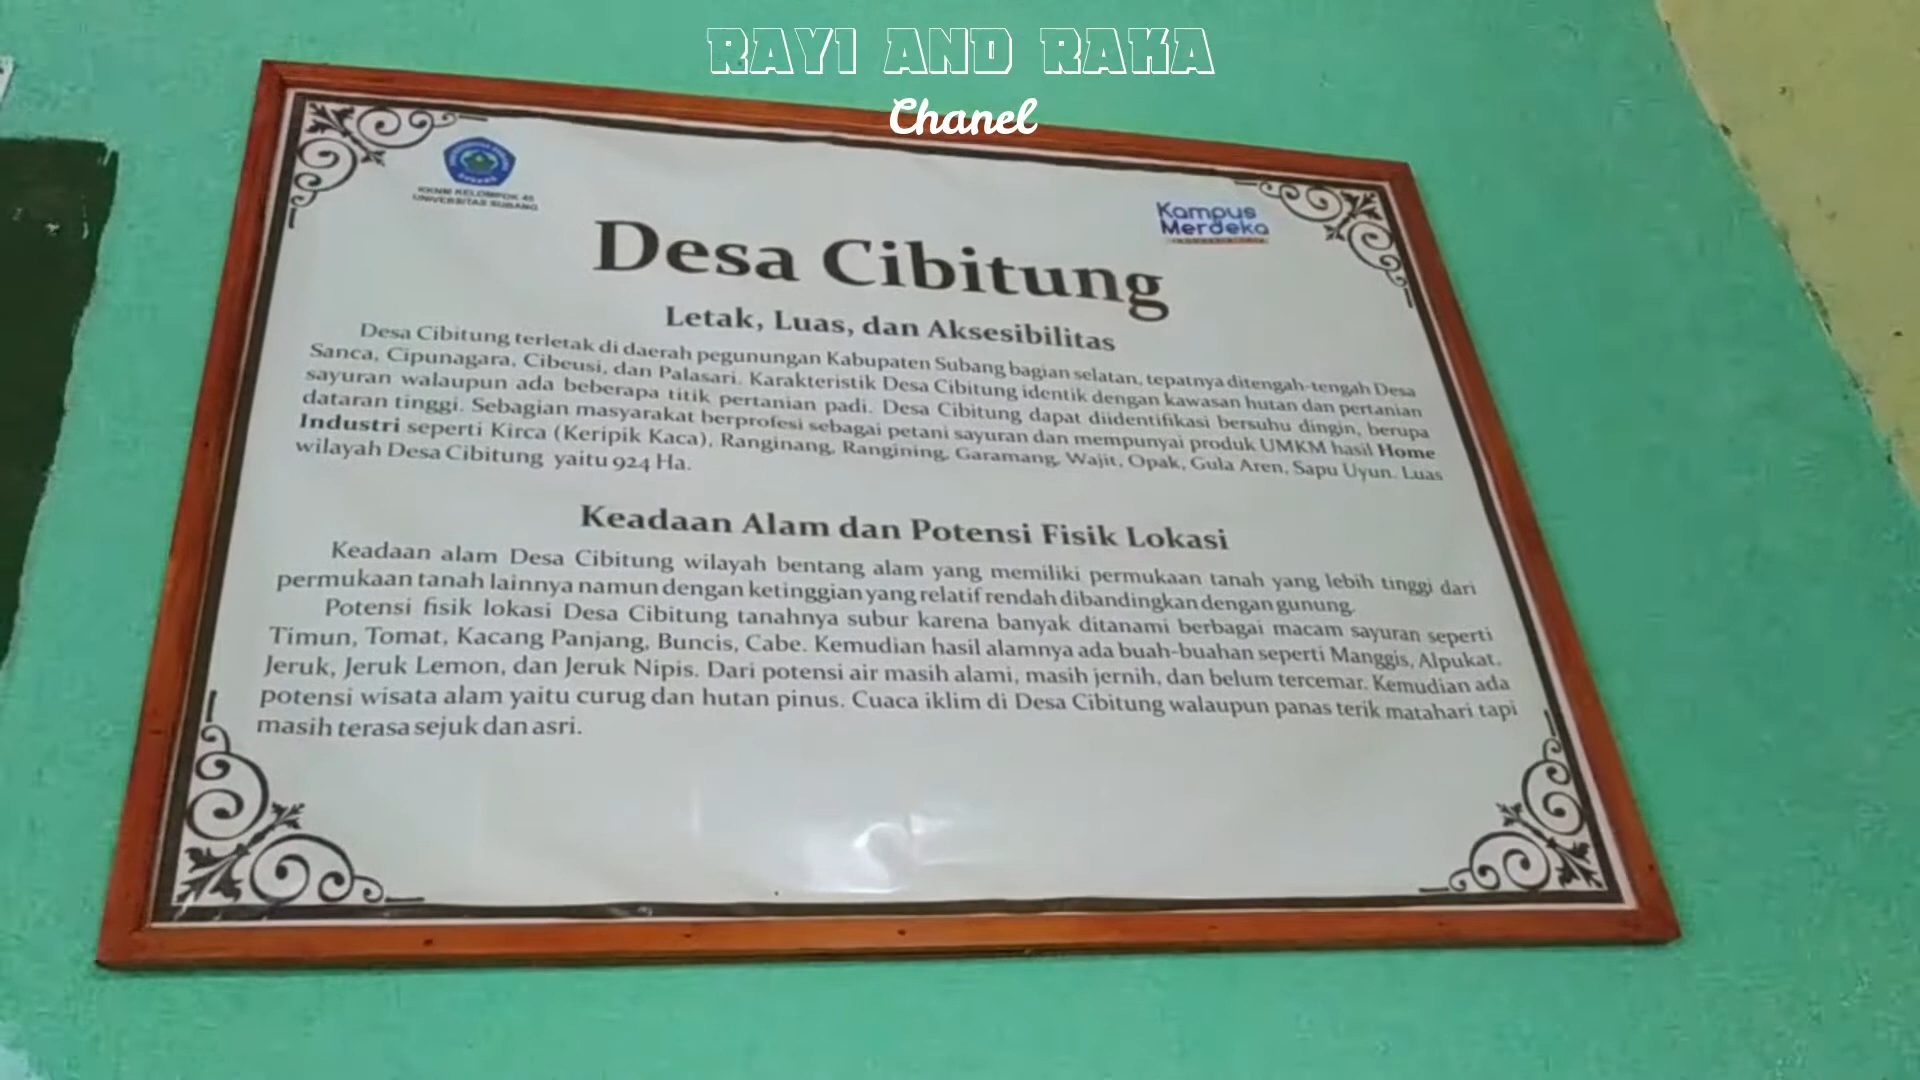 RAYI AND RAKA
Chanel
KKNM KELOMPOK 45
UNIVERSITAS SUBANG
Kampus
Merdeka
Desa Cibitung
Letak, Luas, dan Aksesibilitas
Desa Cibitung terletak di daerah pegunungan Kabupaten Subang bagian selatan, tepatnya ditengah-tengah Desa
Sanca, Cipunagara, Cibeusi, dan Palasari. Karakteristik Desa Cibitung identik dengan kawasan hutan dan pertanian
sayuran walaupun ada beberapa titik pertanian padi. Desa Cibitung dapat diidentifikasi bersuhu dingin, berupa
dataran tinggi. Sebagian masyarakat berprofesi sebagai petani sayuran dan mempunyai produk UMKM hasil Home
Industri seperti Kirca (Keripik Kaca), Ranginang, Rangining, Garamang, Wajit, Opak, Gula Aren, Sapu Uyun. Luas
wilayah Desa Cibitung yaitu 924 Ha.
Keadaan Alam dan Potensi Fisik Lokasi
Keadaan alam Desa Cibitung wilayah bentang alam yang memiliki permukaan tanah yang lebih tinggi dari
permukaan tanah lainnya namun dengan ketinggian yang relatif rendah dibandingkan dengan gunung.
Potensi fisik lokasi Desa Cibitung tanahnya subur karena banyak ditanami berbagai macam sayuran seperti
Timun, Tomat, Kacang Panjang, Buncis, Cabe. Kemudian hasil alamnya ada buah-buahan seperti Manggis, Alpukat,
Jeruk, Jeruk Lemon, dan Jeruk Nipis. Dari potensi air masih alami, masih jernih, dan belum tercemar. Kemudian ada
potensi wisata alam yaitu curug dan hutan pinus. Cuaca iklim di Desa Cibitung walaupun panas terik matahari tapi
masih terasa sejuk dan asri.